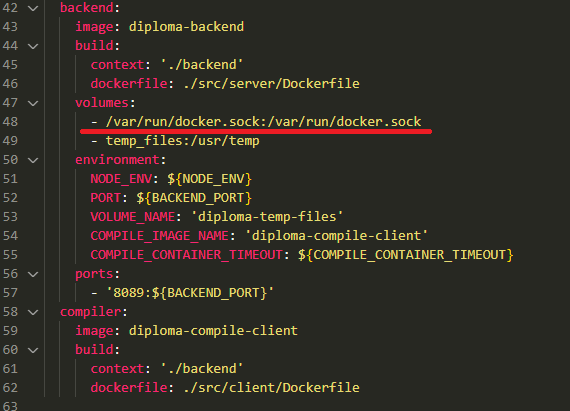 42 backend:
43 image: diploma-backend
44 build:
45 context: './backend'
46 dockerfile: ./src/server/Dockerfile
47 volumes:
48 - /var/run/docker.sock:/var/run/docker.sock
49 - temp_files:/usr/temp
50 environment:
51 NODE_ENV: ${NODE_ENV}
52 PORT: ${BACKEND_PORT}
53 VOLUME_NAME: 'diploma-temp-files'
54 COMPILE_IMAGE_NAME: 'diploma-compile-client'
55 COMPILE_CONTAINER_TIMEOUT: ${COMPILE_CONTAINER_TIMEOUT}
56 ports:
57 - '8089:${BACKEND_PORT}'
58 compiler:
59 image: diploma-compile-client
60 build:
61 context: './backend'
62 dockerfile: ./src/client/Dockerfile
63